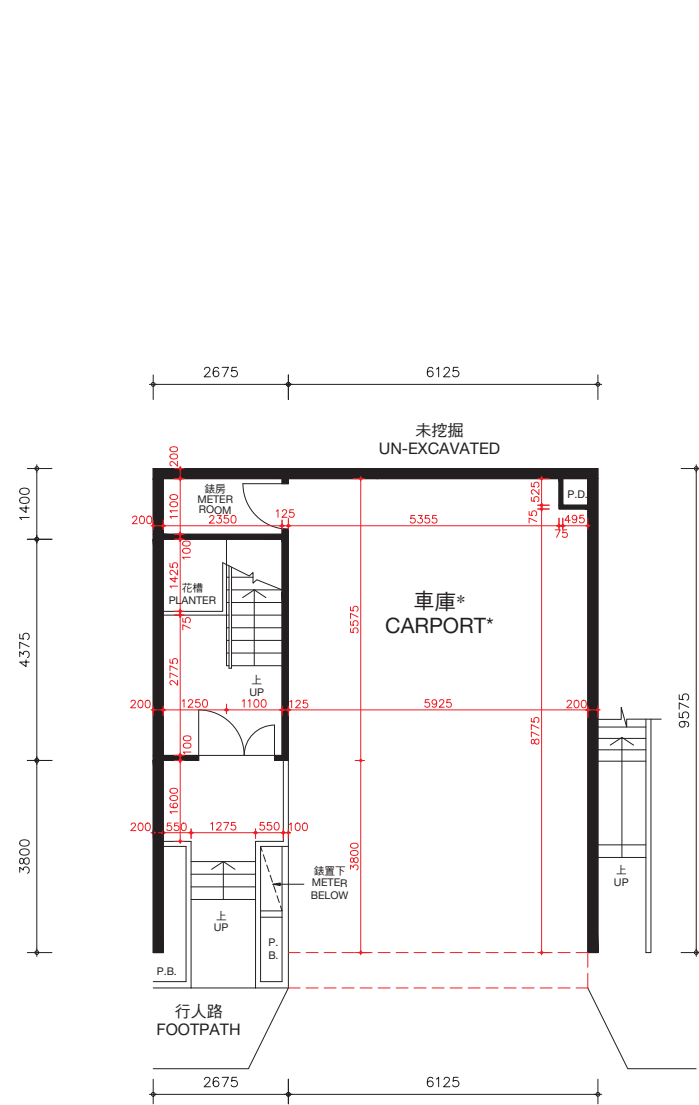 2675
6125
未挖掘
UN-EXCAVATED
200
1400
1100
錶房
METER
ROOM
525
P.D.
200
2350
125
5355
75
495
75
100
1425
花槽
PLANTER
75
車庫*
CARPORT*
5575
4375
2775
上
UP
200
1250
1100
125
5925
200
8775
9575
100
1600
200
550
1275
550
100
3800
3800
錶置下
METER
BELOW
上
UP
上
UP
P.
B.
P.B.
行人路
FOOTPATH
2675
6125